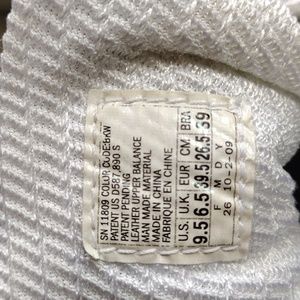 SN 11809 COLOR CODE:BKW
PATENT US D587,890 S
PATENT PENDING
LEATHER UPPER BALANCE
MAN MADE MATERIAL
MADE IN CHINA
FABRIQUE EN CHINE
U.S. U.K. EUR CM. BRA
9.5 6.5 39.5 26.5 39
F M D Y
26 10-2-09